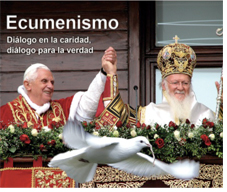 Ecumenismo
Diálogo en la caridad,
diálogo para la verdad